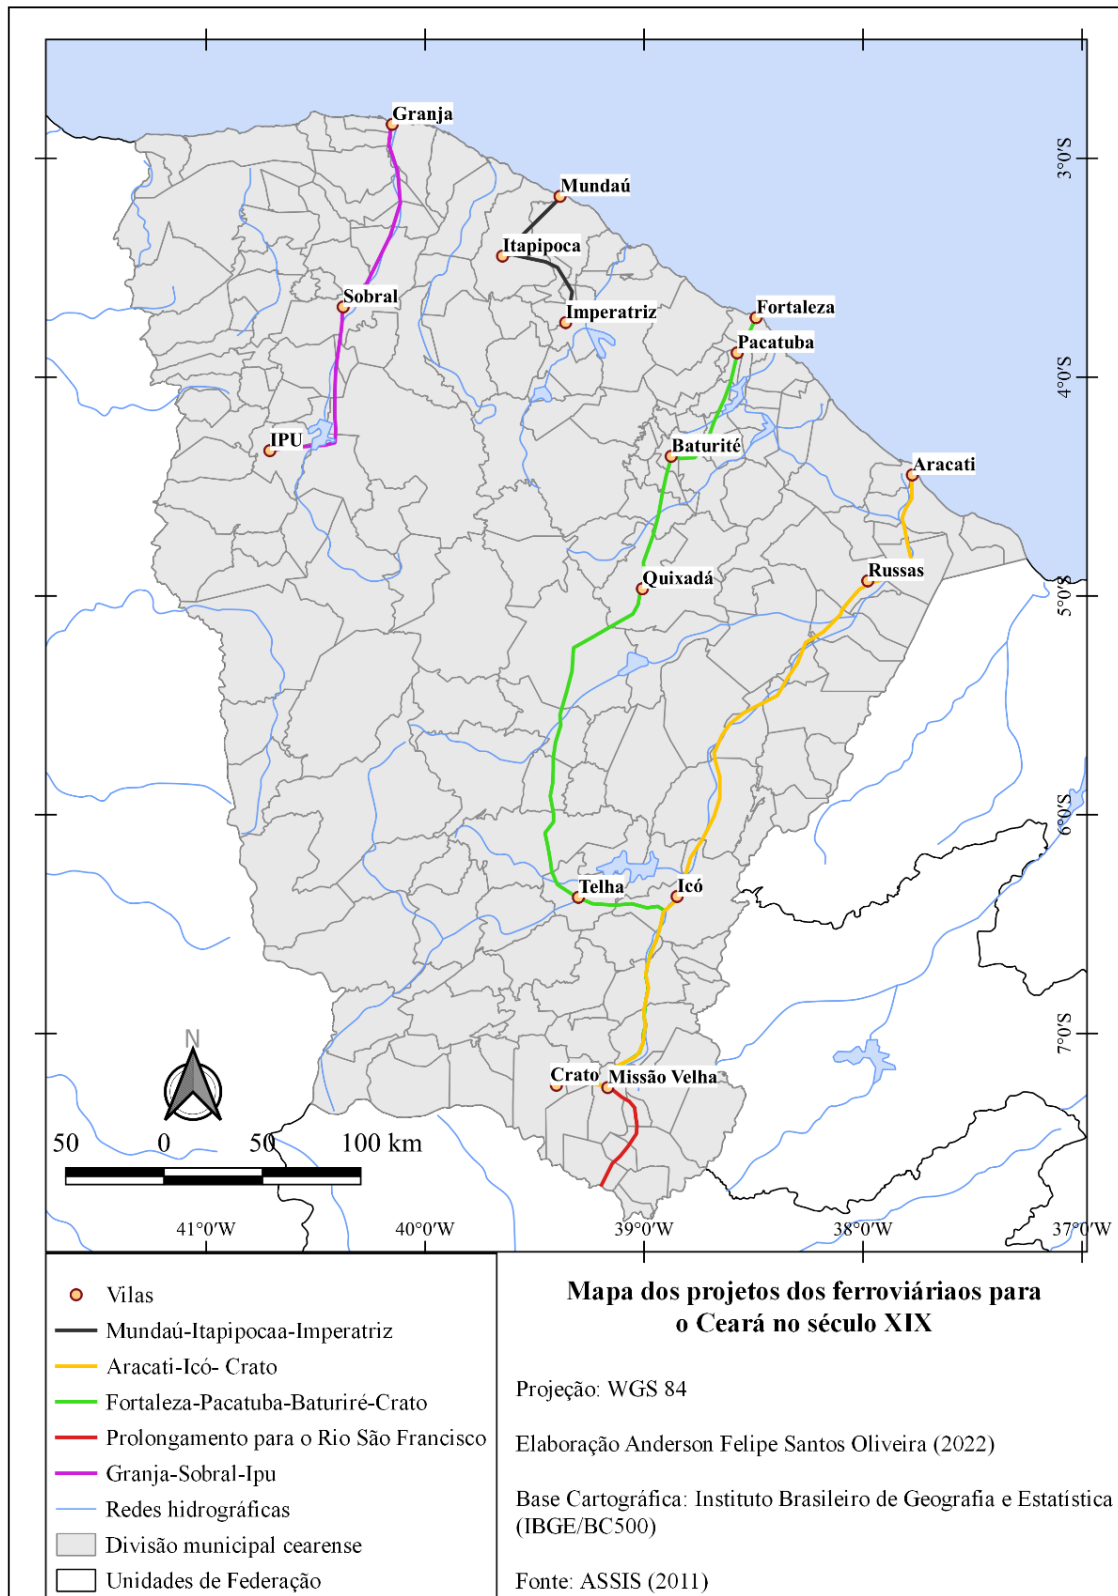 Granja
Mundaú
Itapipoca
Sobral
Imperatriz
Fortaleza
Pacatuba
IPU
Baturité
Aracati
Quixadá
Russas
Telha
Icó
Crato
Missão Velha
3°0'S
4°0'S
5°0'S
6°0'S
7°0'S
N
50 0 50 100 km
41°0'W 40°0'W 39°0'W 38°0'W 37°0'W
Vilas
Mundaú-Itapipocaa-Imperatriz
Aracati-Icó- Crato
Fortaleza-Pacatuba-Baturiré-Crato
Prolongamento para o Rio São Francisco
Granja-Sobral-Ipu
Redes hidrográficas
Divisão municipal cearense
Unidades de Federação
Mapa dos projetos dos ferroviáriaos para
o Ceará no século XIX
Projeção: WGS 84
Elaboração Anderson Felipe Santos Oliveira (2022)
Base Cartográfica: Instituto Brasileiro de Geografia e Estatística
(IBGE/BC500)
Fonte: ASSIS (2011)